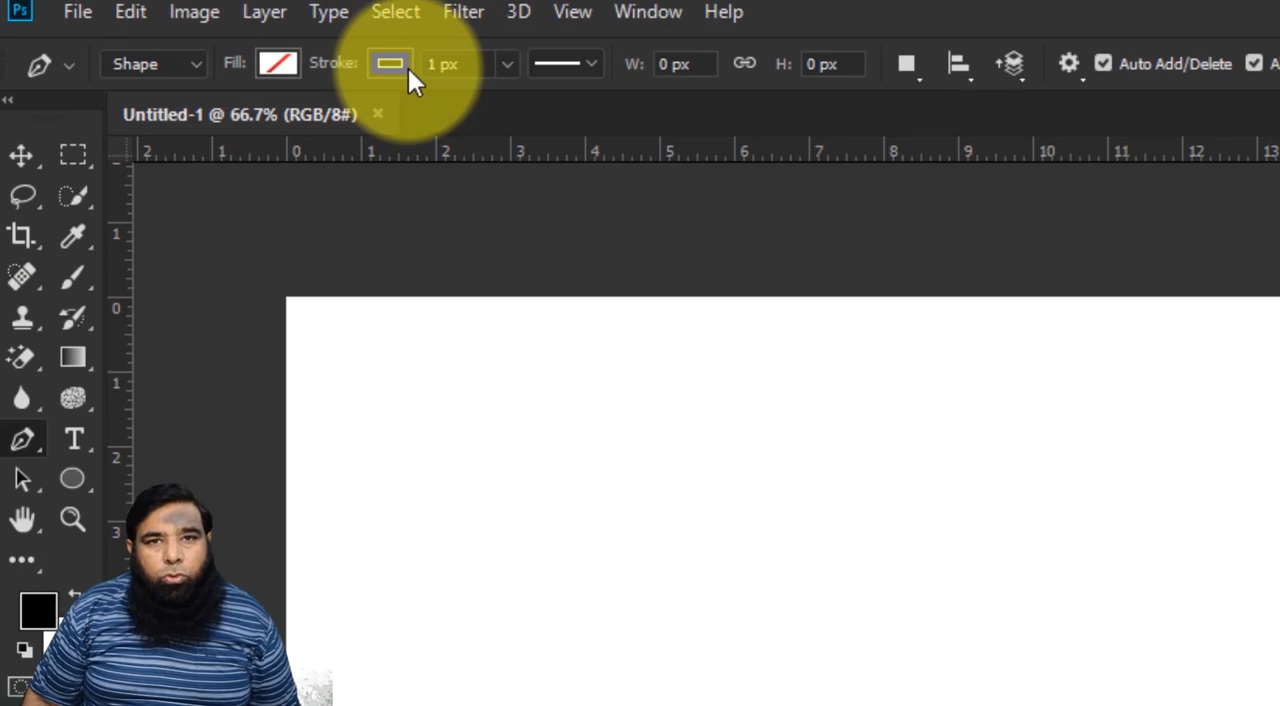 Ps File Edit Image Layer Type Select Filter 3D View Window Help
Shape Fill: Stroke: 1 px W: 0 px H: 0 px Auto Add/Delete A
Untitled-1 @ 66.7% (RGB/8#) ×
2 1 0 1 2 3 4 5 6 7 8 9 10 11 12 13
1
0
1
2
3
T